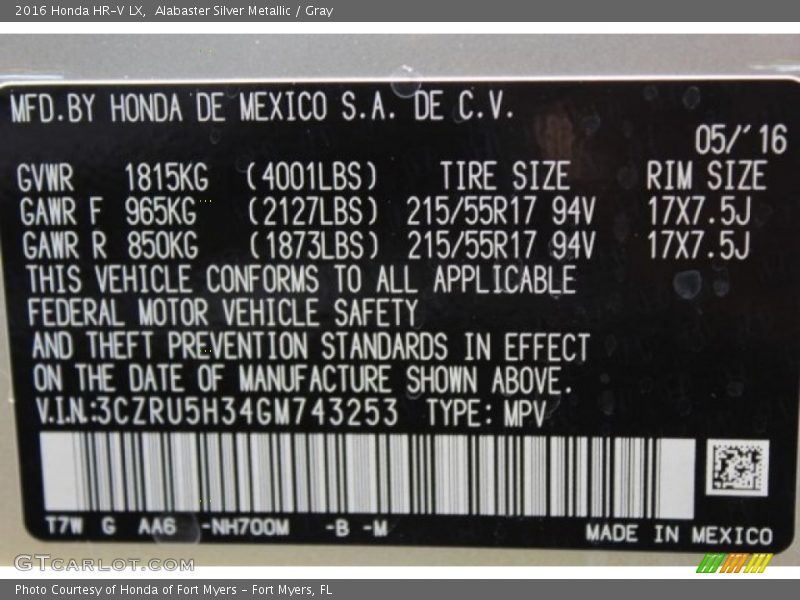 2016 Honda HR-V LX, Alabaster Silver Metallic / Gray
MFD.BY HONDA DE MEXICO S.A. DE C.V.
05/'16
GVWR 1815KG (4001LBS) TIRE SIZE RIM SIZE
GAWR F 965KG (2127LBS) 215/55R17 94V 17X7.5J
GAWR R 850KG (1873LBS) 215/55R17 94V 17X7.5J
THIS VEHICLE CONFORMS TO ALL APPLICABLE
FEDERAL MOTOR VEHICLE SAFETY
AND THEFT PREVENTION STANDARDS IN EFFECT
ON THE DATE OF MANUFACTURE SHOWN ABOVE.
V.I.N.:3CZRU5H34GM743253 TYPE: MPV
T7W G AA6 -NH700M -B -M
MADE IN MEXICO
GTCarLot.com
Photo Courtesy of Honda of Fort Myers - Fort Myers, FL